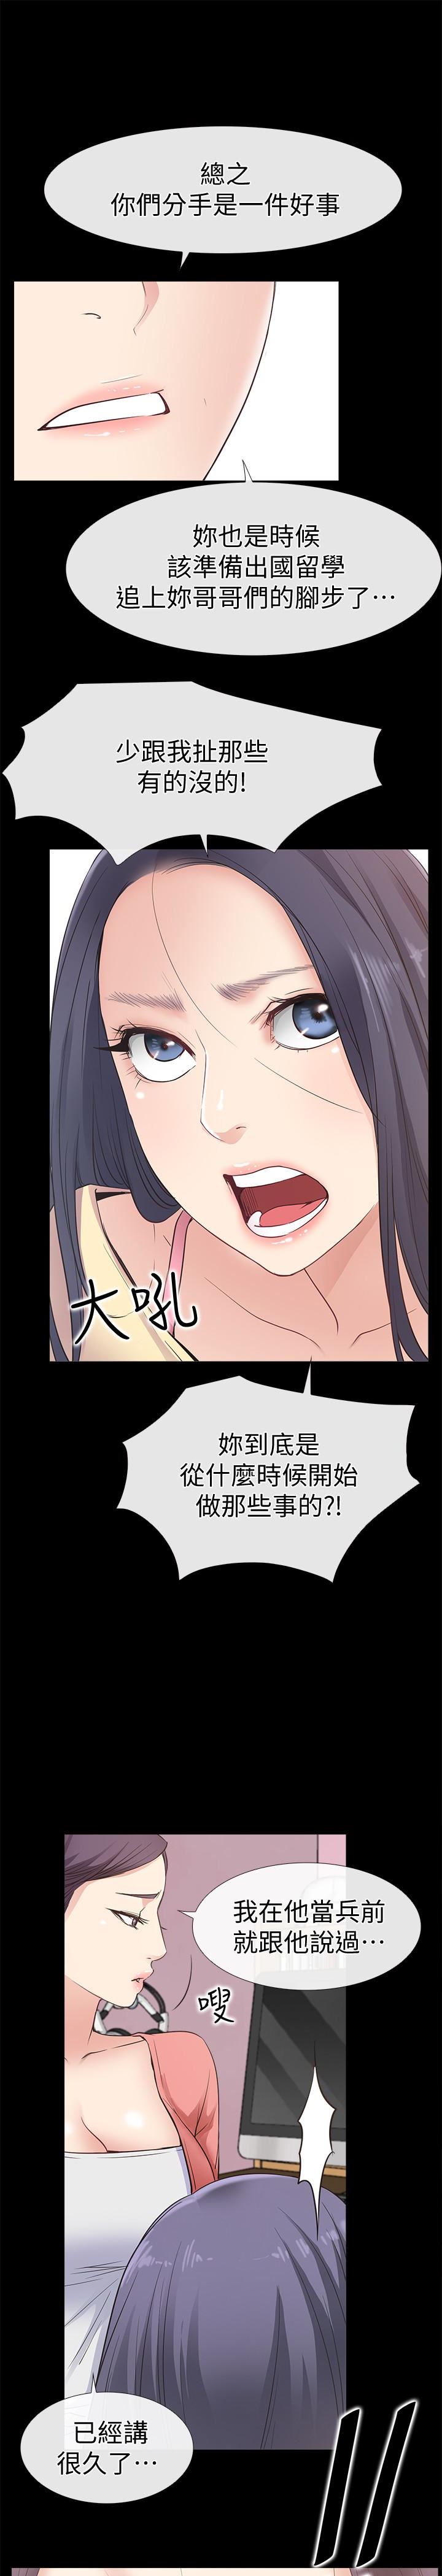 總之
你們分手是一件好事
妳也是時候
該準備出國留學
追上妳哥哥們的腳步了⋯
少跟我扯那些
有的沒的!
大吼
妳到底是
從什麼時候開始
做那些事的?!
我在他當兵前
就跟他說過⋯
嗖
已經講
很久了⋯